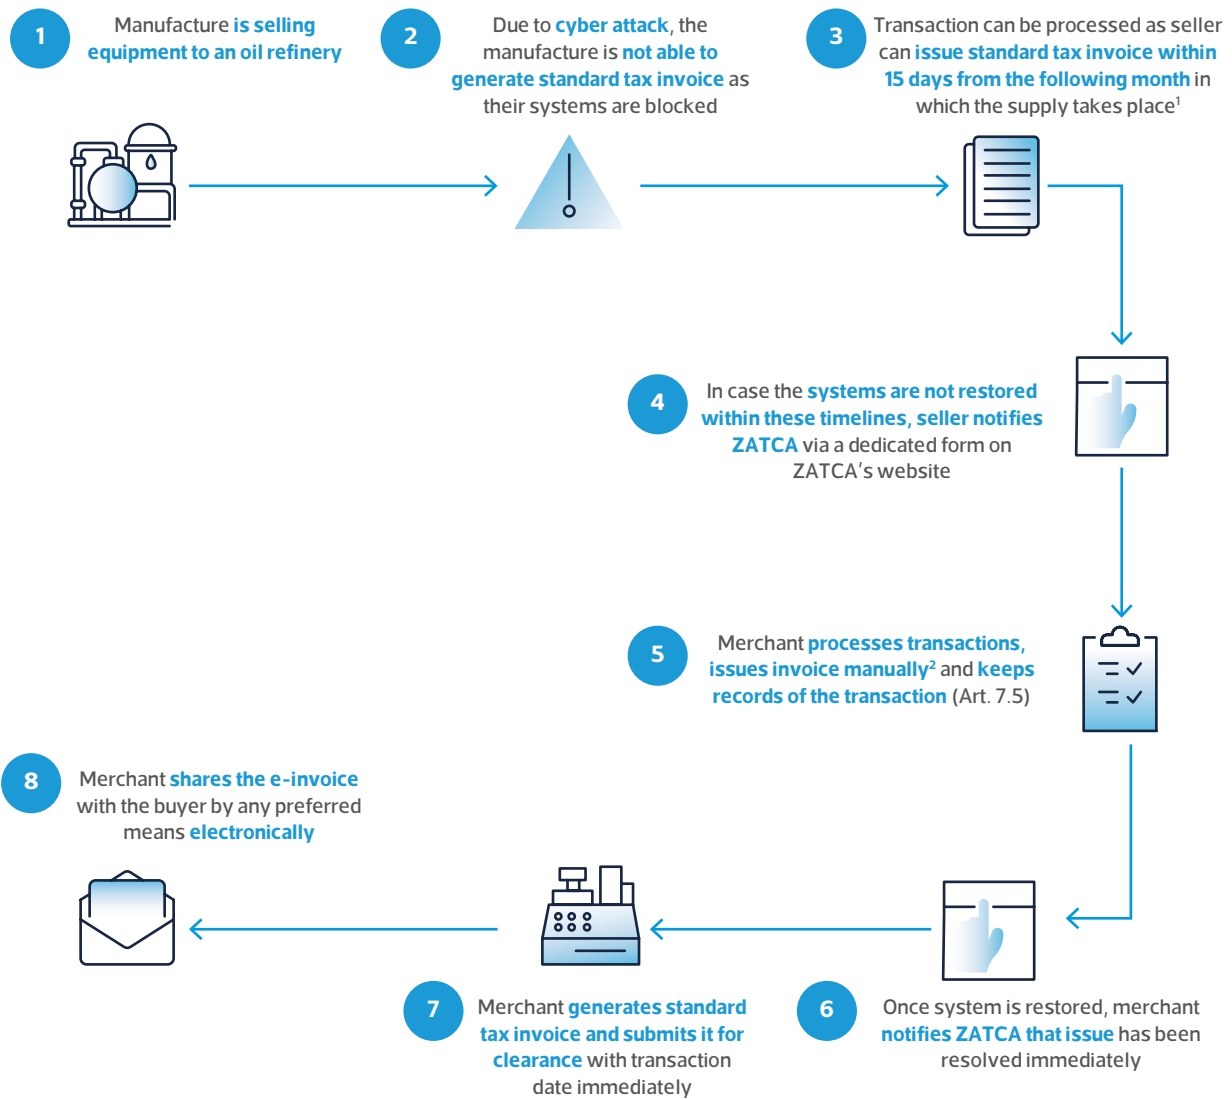 1
Manufacture is selling
equipment to an oil refinery
2
Due to cyber attack, the
manufacture is not able to
generate standard tax invoice as
their systems are blocked
3
Transaction can be processed as seller
can issue standard tax invoice within
15 days from the following month in
which the supply takes place¹
4
In case the systems are not restored
within these timelines, seller notifies
ZATCA via a dedicated form on
ZATCA's website
5
Merchant processes transactions,
issues invoice manually² and keeps
records of the transaction (Art. 7.5)
6
Once system is restored, merchant
notifies ZATCA that issue has been
resolved immediately
7
Merchant generates standard
tax invoice and submits it for
clearance with transaction
date immediately
8
Merchant shares the e-invoice
with the buyer by any preferred
means electronically